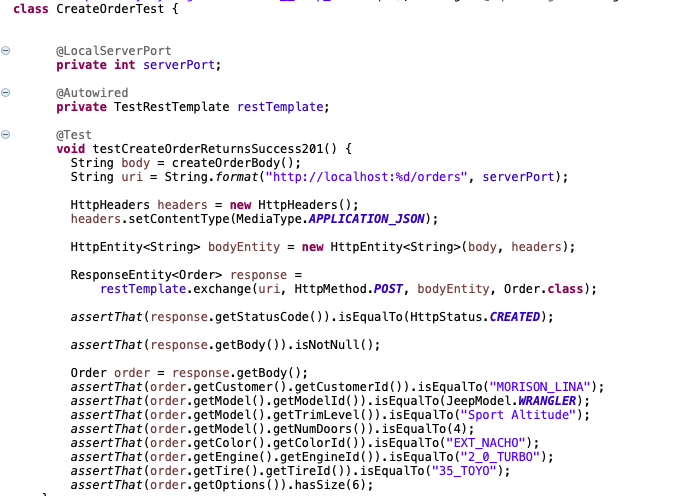 class CreateOrderTest {
@LocalServerPort
private int serverPort;
@Autowired
private TestRestTemplate restTemplate;
@Test
void testCreateOrderReturnsSuccess201() {
String body = createOrderBody();
String uri = String.format("http://localhost:%d/orders", serverPort);
HttpHeaders headers = new HttpHeaders();
headers.setContentType(MediaType.APPLICATION_JSON);
HttpEntity<String> bodyEntity = new HttpEntity<String>(body, headers);
ResponseEntity<Order> response =
restTemplate.exchange(uri, HttpMethod.POST, bodyEntity, Order.class);
assertThat(response.getStatusCode()).isEqualTo(HttpStatus.CREATED);
assertThat(response.getBody()).isNotNull();
Order order = response.getBody();
assertThat(order.getCustomer().getCustomerId()).isEqualTo("MORISON_LINA");
assertThat(order.getModel().getModelId()).isEqualTo(JeepModel.WRANGLER);
assertThat(order.getModel().getTrimLevel()).isEqualTo("Sport Altitude");
assertThat(order.getModel().getNumDoors()).isEqualTo(4);
assertThat(order.getColor().getColorId()).isEqualTo("EXT_NACHO");
assertThat(order.getEngine().getEngineId()).isEqualTo("2_0_TURBO");
assertThat(order.getTire().getTireId()).isEqualTo("35_TOYO");
assertThat(order.getOptions()).hasSize(6);